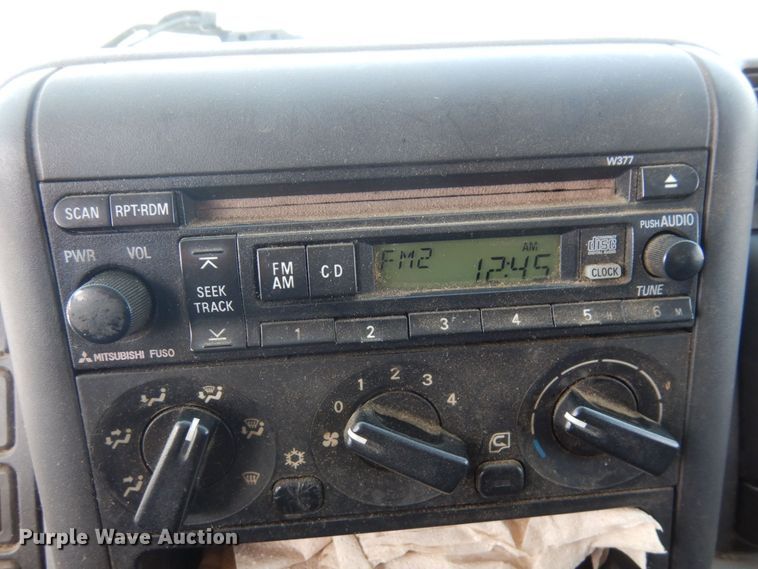 W377
SCAN RPT-RDM
PUSH AUDIO
PWR VOL
FM2 AM 12:45
disc
SEEK TRACK
FM AM
CD
CLOCK
TUNE
1 2 3 4 5 H 6 M
MITSUBISHI FUSO
0 1 2 3 4
Purple Wave Auction